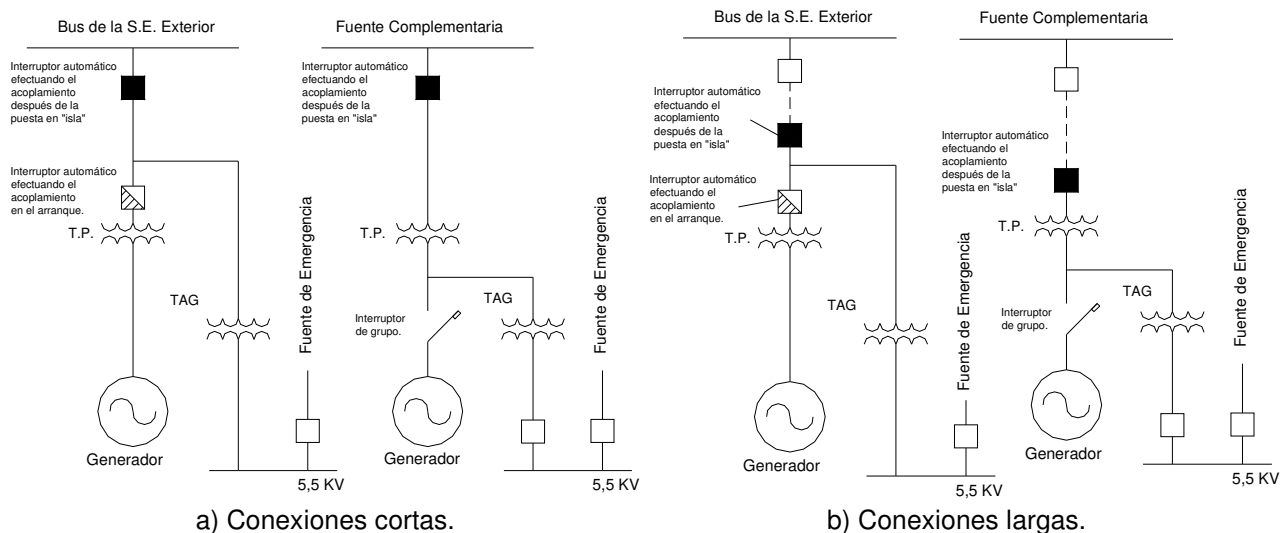 Bus de la S.E. Exterior
Interruptor automático
efectuando el
acoplamiento
después de la
puesta en "isla"
Interruptor automático
efectuando el
acoplamiento
en el arranque.
T.P.
TAG
Fuente de Emergencia
Generador
5,5 KV
Fuente Complementaria
Interruptor automático
efectuando el
acoplamiento
después de la
puesta en "isla"
T.P.
TAG
Interruptor
de grupo.
Fuente de Emergencia
Generador
5,5 KV
a) Conexiones cortas.
Bus de la S.E. Exterior
Interruptor automático
efectuando el
acoplamiento
después de la
puesta en "isla"
Interruptor automático
efectuando el
acoplamiento
en el arranque.
T.P.
TAG
Fuente de Emergencia
Generador
5,5 KV
Fuente Complementaria
Interruptor automático
efectuando el
acoplamiento
después de la
puesta en "isla"
T.P.
TAG
Interruptor
de grupo.
Fuente de Emergencia
Generador
5,5 KV
b) Conexiones largas.